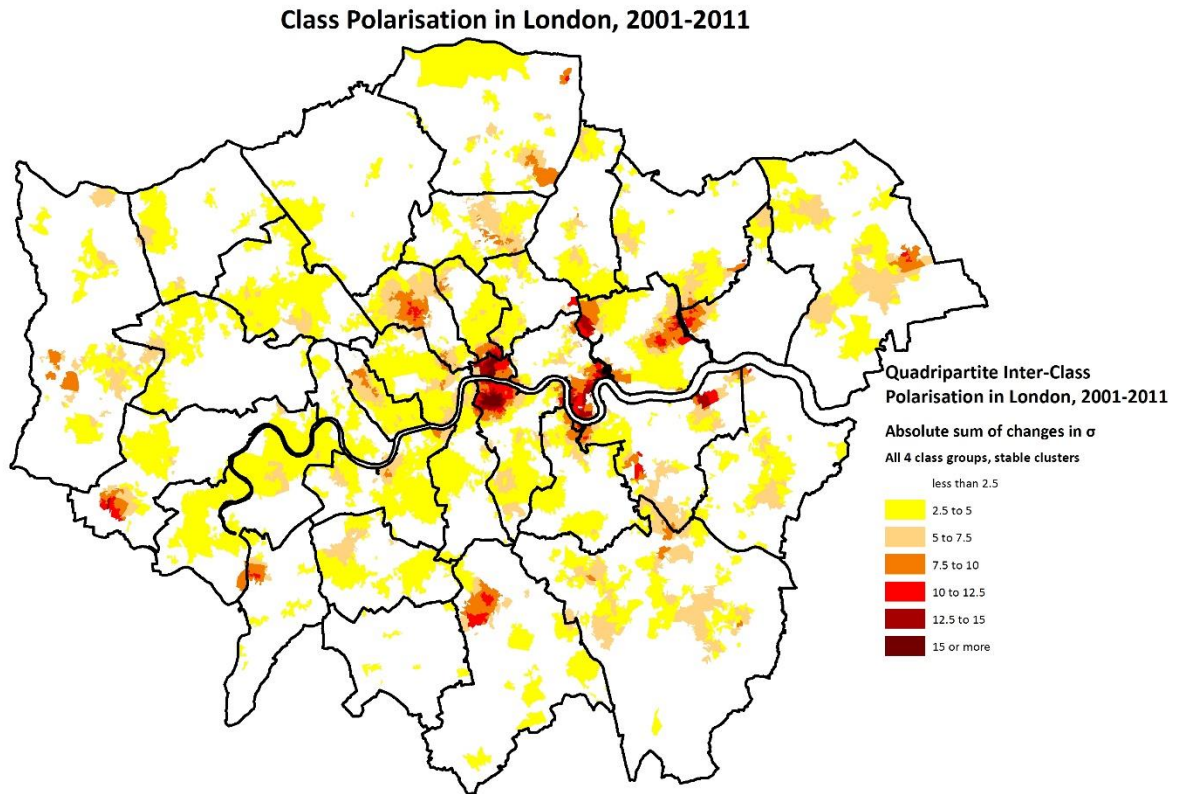 Class Polarisation in London, 2001-2011
Quadripartite Inter-Class
Polarisation in London, 2001-2011
Absolute sum of changes in σ
All 4 class groups, stable clusters
less than 2.5
2.5 to 5
5 to 7.5
7.5 to 10
10 to 12.5
12.5 to 15
15 or more